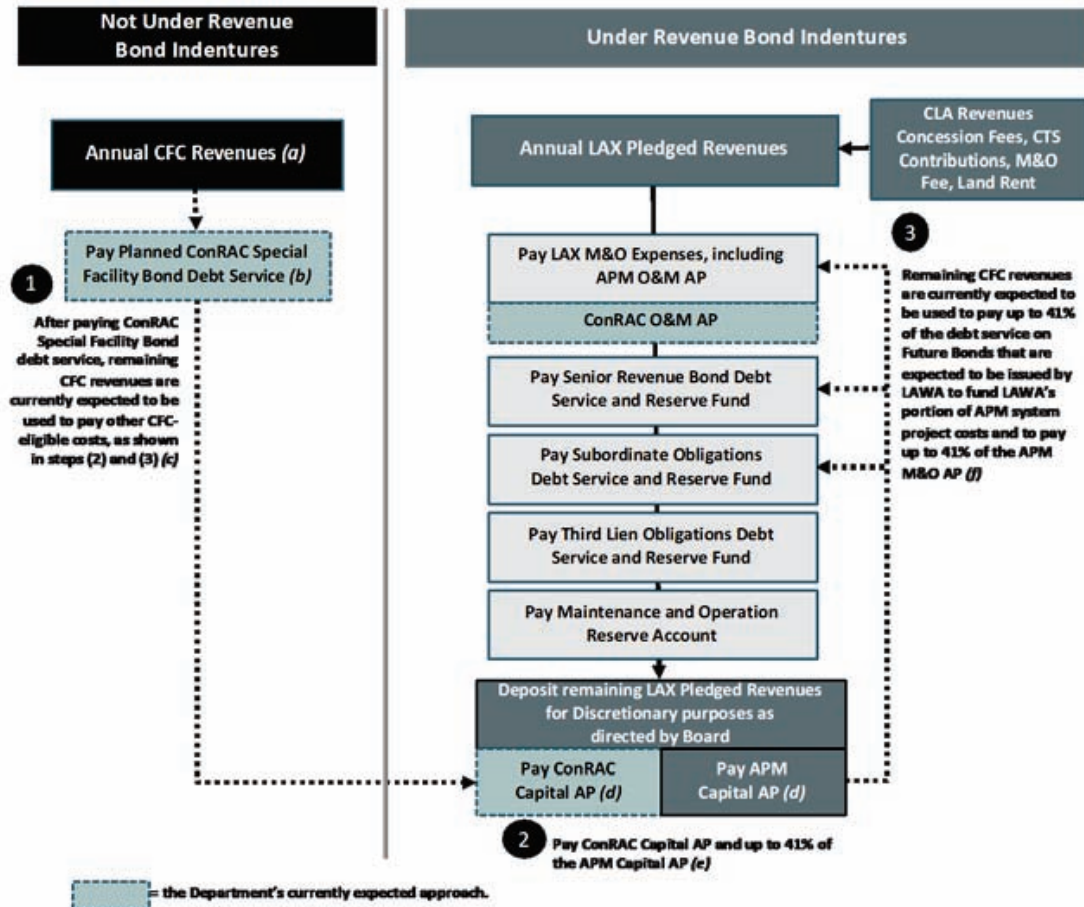 Not Under Revenue
Bond Indentures
Under Revenue Bond Indentures
Annual CFC Revenues (a)
Annual LAX Pledged Revenues
CLA Revenues
Concession Fees, CTS
Contributions, M&O
Fee, Land Rent
Pay Planned ConRAC Special
Facility Bond Debt Service (b)
1
After paying ConRAC
Special Facility Bond
debt service, remaining
CFC revenues are
currently expected to be
used to pay other CFC-
eligible costs, as shown
in steps (2) and (3) (c)
Pay LAX M&O Expenses, including
APM O&M AP
ConRAC O&M AP
Pay Senior Revenue Bond Debt
Service and Reserve Fund
Pay Subordinate Obligations
Debt Service and Reserve Fund
Pay Third Lien Obligations Debt
Service and Reserve Fund
Pay Maintenance and Operation
Reserve Account
Deposit remaining LAX Pledged Revenues
for Discretionary purposes as
directed by Board
Pay ConRAC
Capital AP (d)
Pay APM
Capital AP (d)
2
Pay ConRAC Capital AP and up to 41% of
the APM Capital AP (e)
3
Remaining CFC revenues
are currently expected to
be used to pay up to 41%
of the debt service on
Future Bonds that are
expected to be issued by
LAWA to fund LAWA's
portion of APM system
project costs and to pay
up to 41% of the APM
M&O AP (f)
= the Department's currently expected approach.